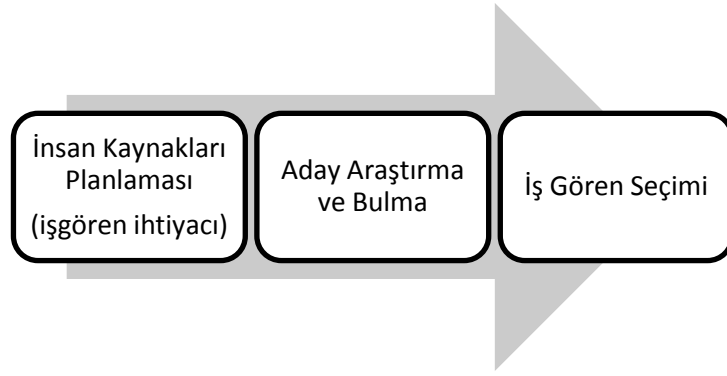 İnsan Kaynakları
Planlaması
(işgören ihtiyacı)
Aday Araştırma
ve Bulma
İş Gören Seçimi